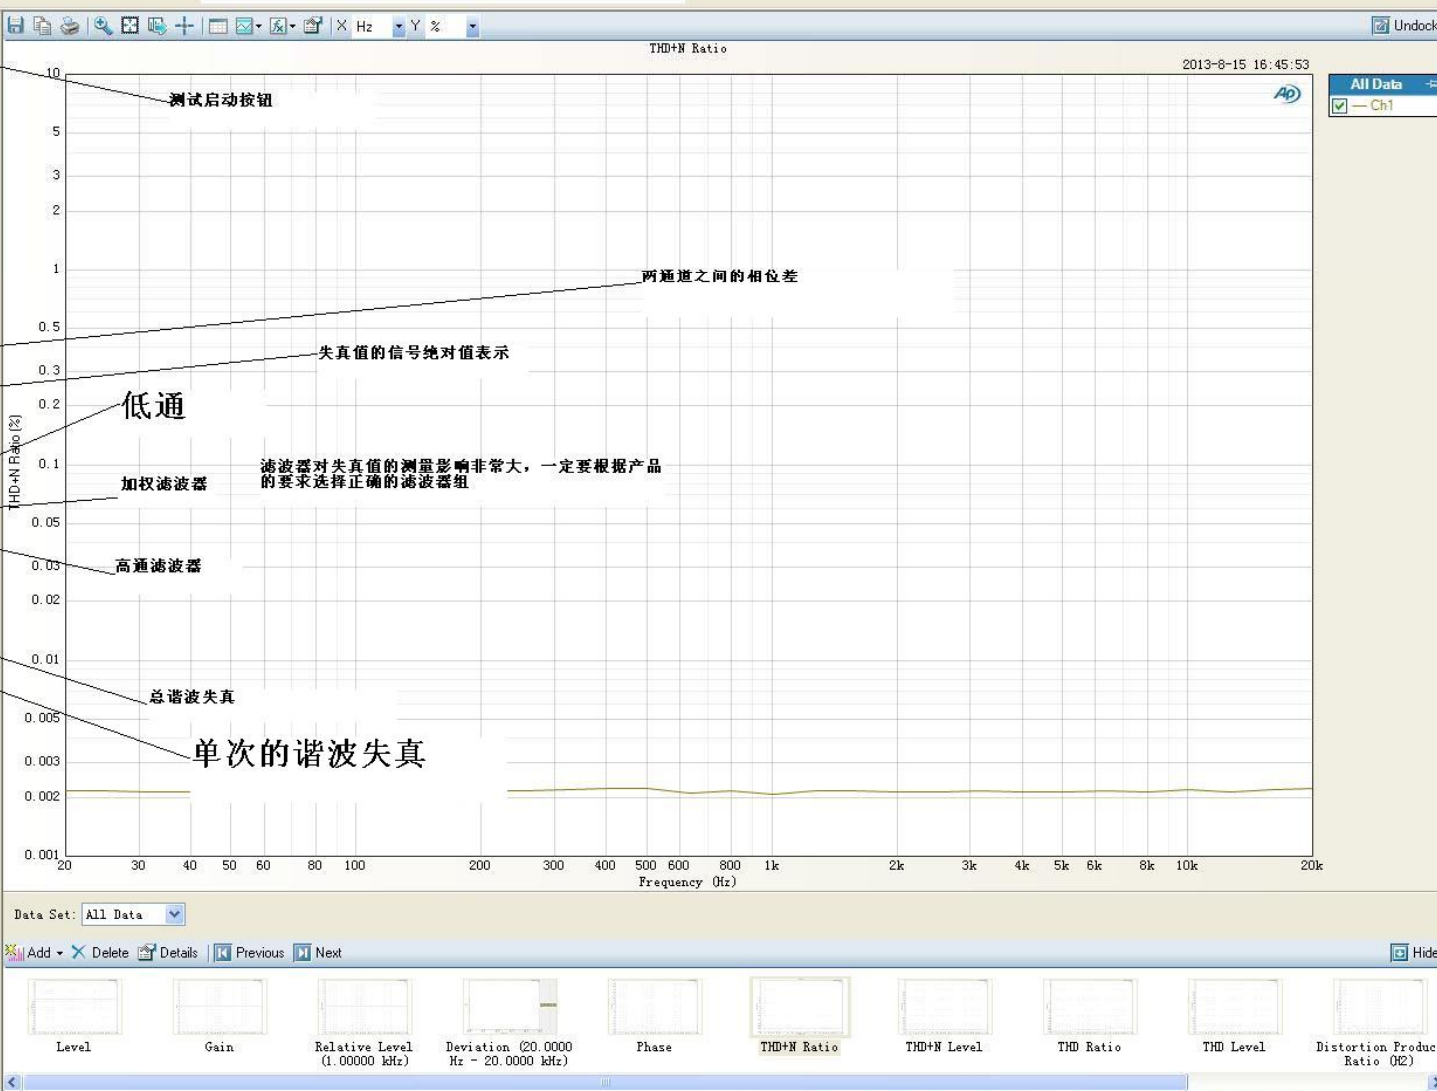 X Hz Y % Undock
THD+N Ratio
2013-8-15 16:45:53
10
5
3
2
1
0.5
0.3
0.2
0.1
0.05
0.03
0.02
0.01
0.005
0.003
0.002
0.001
THD+N Ratio (%)
AP
All Data
Ch1
测试启动按钮
两通道之间的相位差
失真值的信号绝对值表示
低通
滤波器对失真值的测量影响非常大，一定要根据产品
的要求选择正确的滤波器组
加权滤波器
高通滤波器
总谐波失真
单次的谐波失真
20 30 40 50 60 80 100 200 300 400 500 600 800 1k 2k 3k 4k 5k 6k 8k 10k 20k
Frequency (Hz)
Data Set: All Data
Add Delete Details Previous Next Hide
Level
Gain
Relative Level
(1.00000 kHz)
Deviation (20.0000
Hz - 20.0000 kHz)
Phase
THD+N Ratio
THD+N Level
THD Ratio
THD Level
Distortion Produc
Ratio (H2)